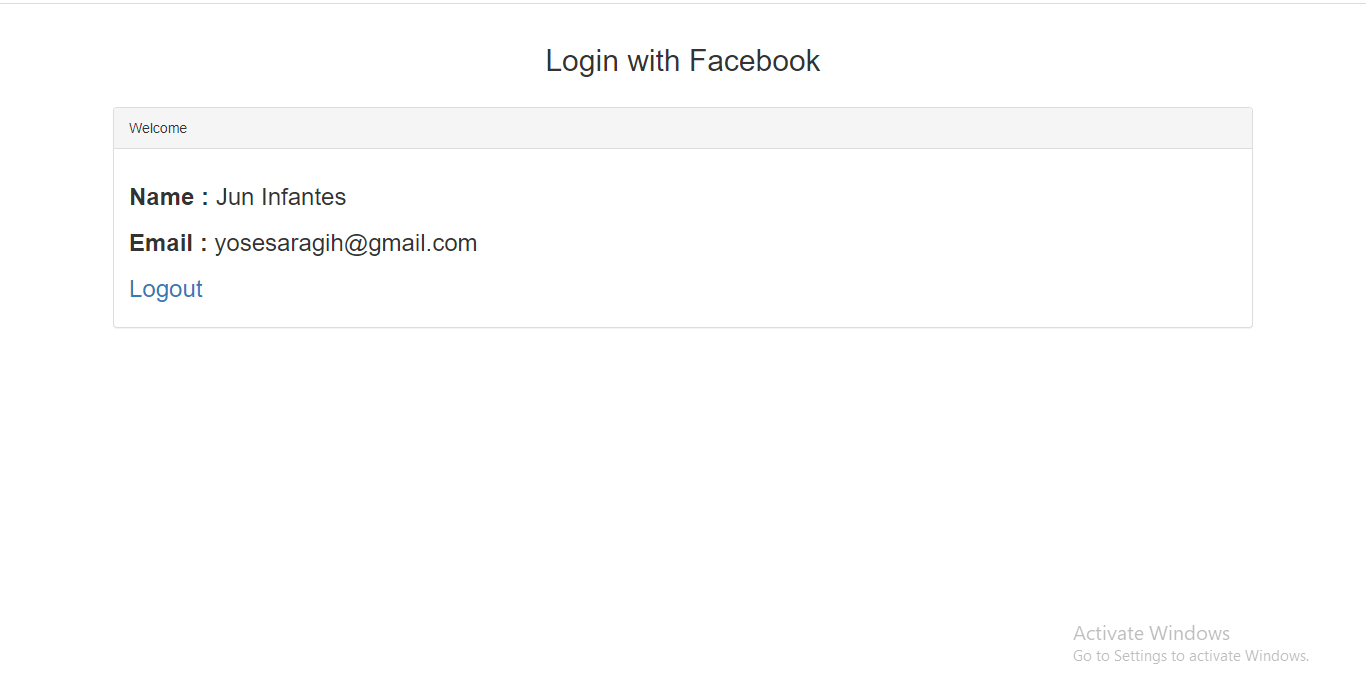 Login with Facebook
Welcome
Name : Jun Infantes
Email : yosesaragih@gmail.com
Logout
Activate Windows
Go to Settings to activate Windows.